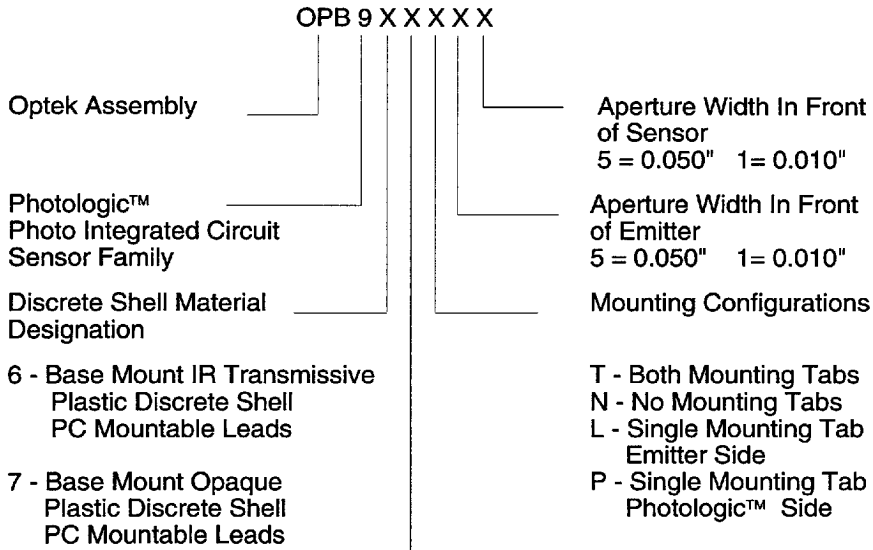 OPB 9 X X X X X
Optek Assembly
Photologic™
Photo Integrated Circuit
Sensor Family
Discrete Shell Material
Designation
6 - Base Mount IR Transmissive
Plastic Discrete Shell
PC Mountable Leads
7 - Base Mount Opaque
Plastic Discrete Shell
PC Mountable Leads
Aperture Width In Front
of Sensor
5 = 0.050" 1= 0.010"
Aperture Width In Front
of Emitter
5 = 0.050" 1= 0.010"
Mounting Configurations
T - Both Mounting Tabs
N - No Mounting Tabs
L - Single Mounting Tab
Emitter Side
P - Single Mounting Tab
Photologic™ Side